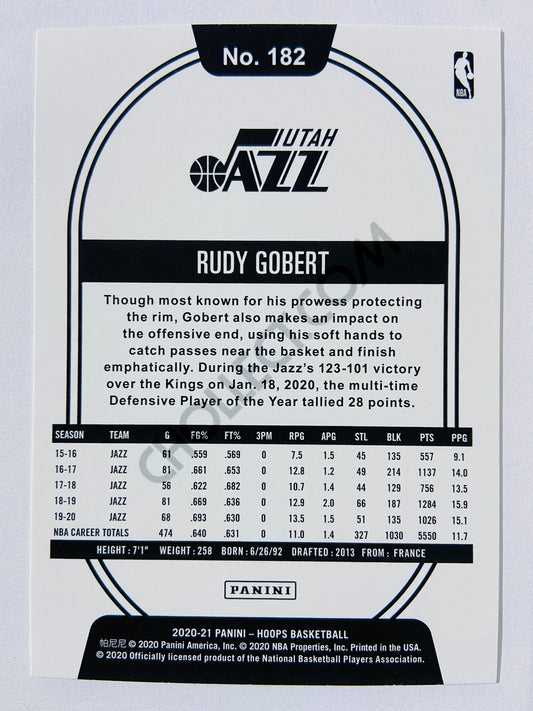 No. 182
NBA
UTAH
JAZZ
RUDY GOBERT
Though most known for his prowess protecting
the rim, Gobert also makes an impact on
the offensive end, using his soft hands to
catch passes near the basket and finish
emphatically. During the Jazz's 123-101 victory
over the Kings on Jan. 18, 2020, the multi-time
Defensive Player of the Year tallied 28 points.
CHOLLECT.COM
SEASON TEAM G FG% FT% 3PM RPG APG STL BLK PTS PPG
15-16 JAZZ 61 .559 .569 0 7.5 1.5 45 135 557 9.1
16-17 JAZZ 81 .661 .653 0 12.8 1.2 49 214 1137 14.0
17-18 JAZZ 56 .622 .682 0 10.7 1.4 44 129 756 13.5
18-19 JAZZ 81 .669 .636 0 12.9 2.0 66 187 1284 15.9
19-20 JAZZ 68 .693 .630 0 13.5 1.5 51 135 1026 15.1
NBA CAREER TOTALS 474 .640 .631 0 11.0 1.4 327 1030 5550 11.7
HEIGHT: 7'1" WEIGHT: 258 BORN: 6/26/92 DRAFTED: 2013 FROM: FRANCE
PANINI
2020-21 PANINI – HOOPS BASKETBALL
帕尼尼 © 2020 Panini America, Inc. © 2020 NBA Properties, Inc. Printed in the USA.
© 2020 Officially licensed product of the National Basketball Players Association.